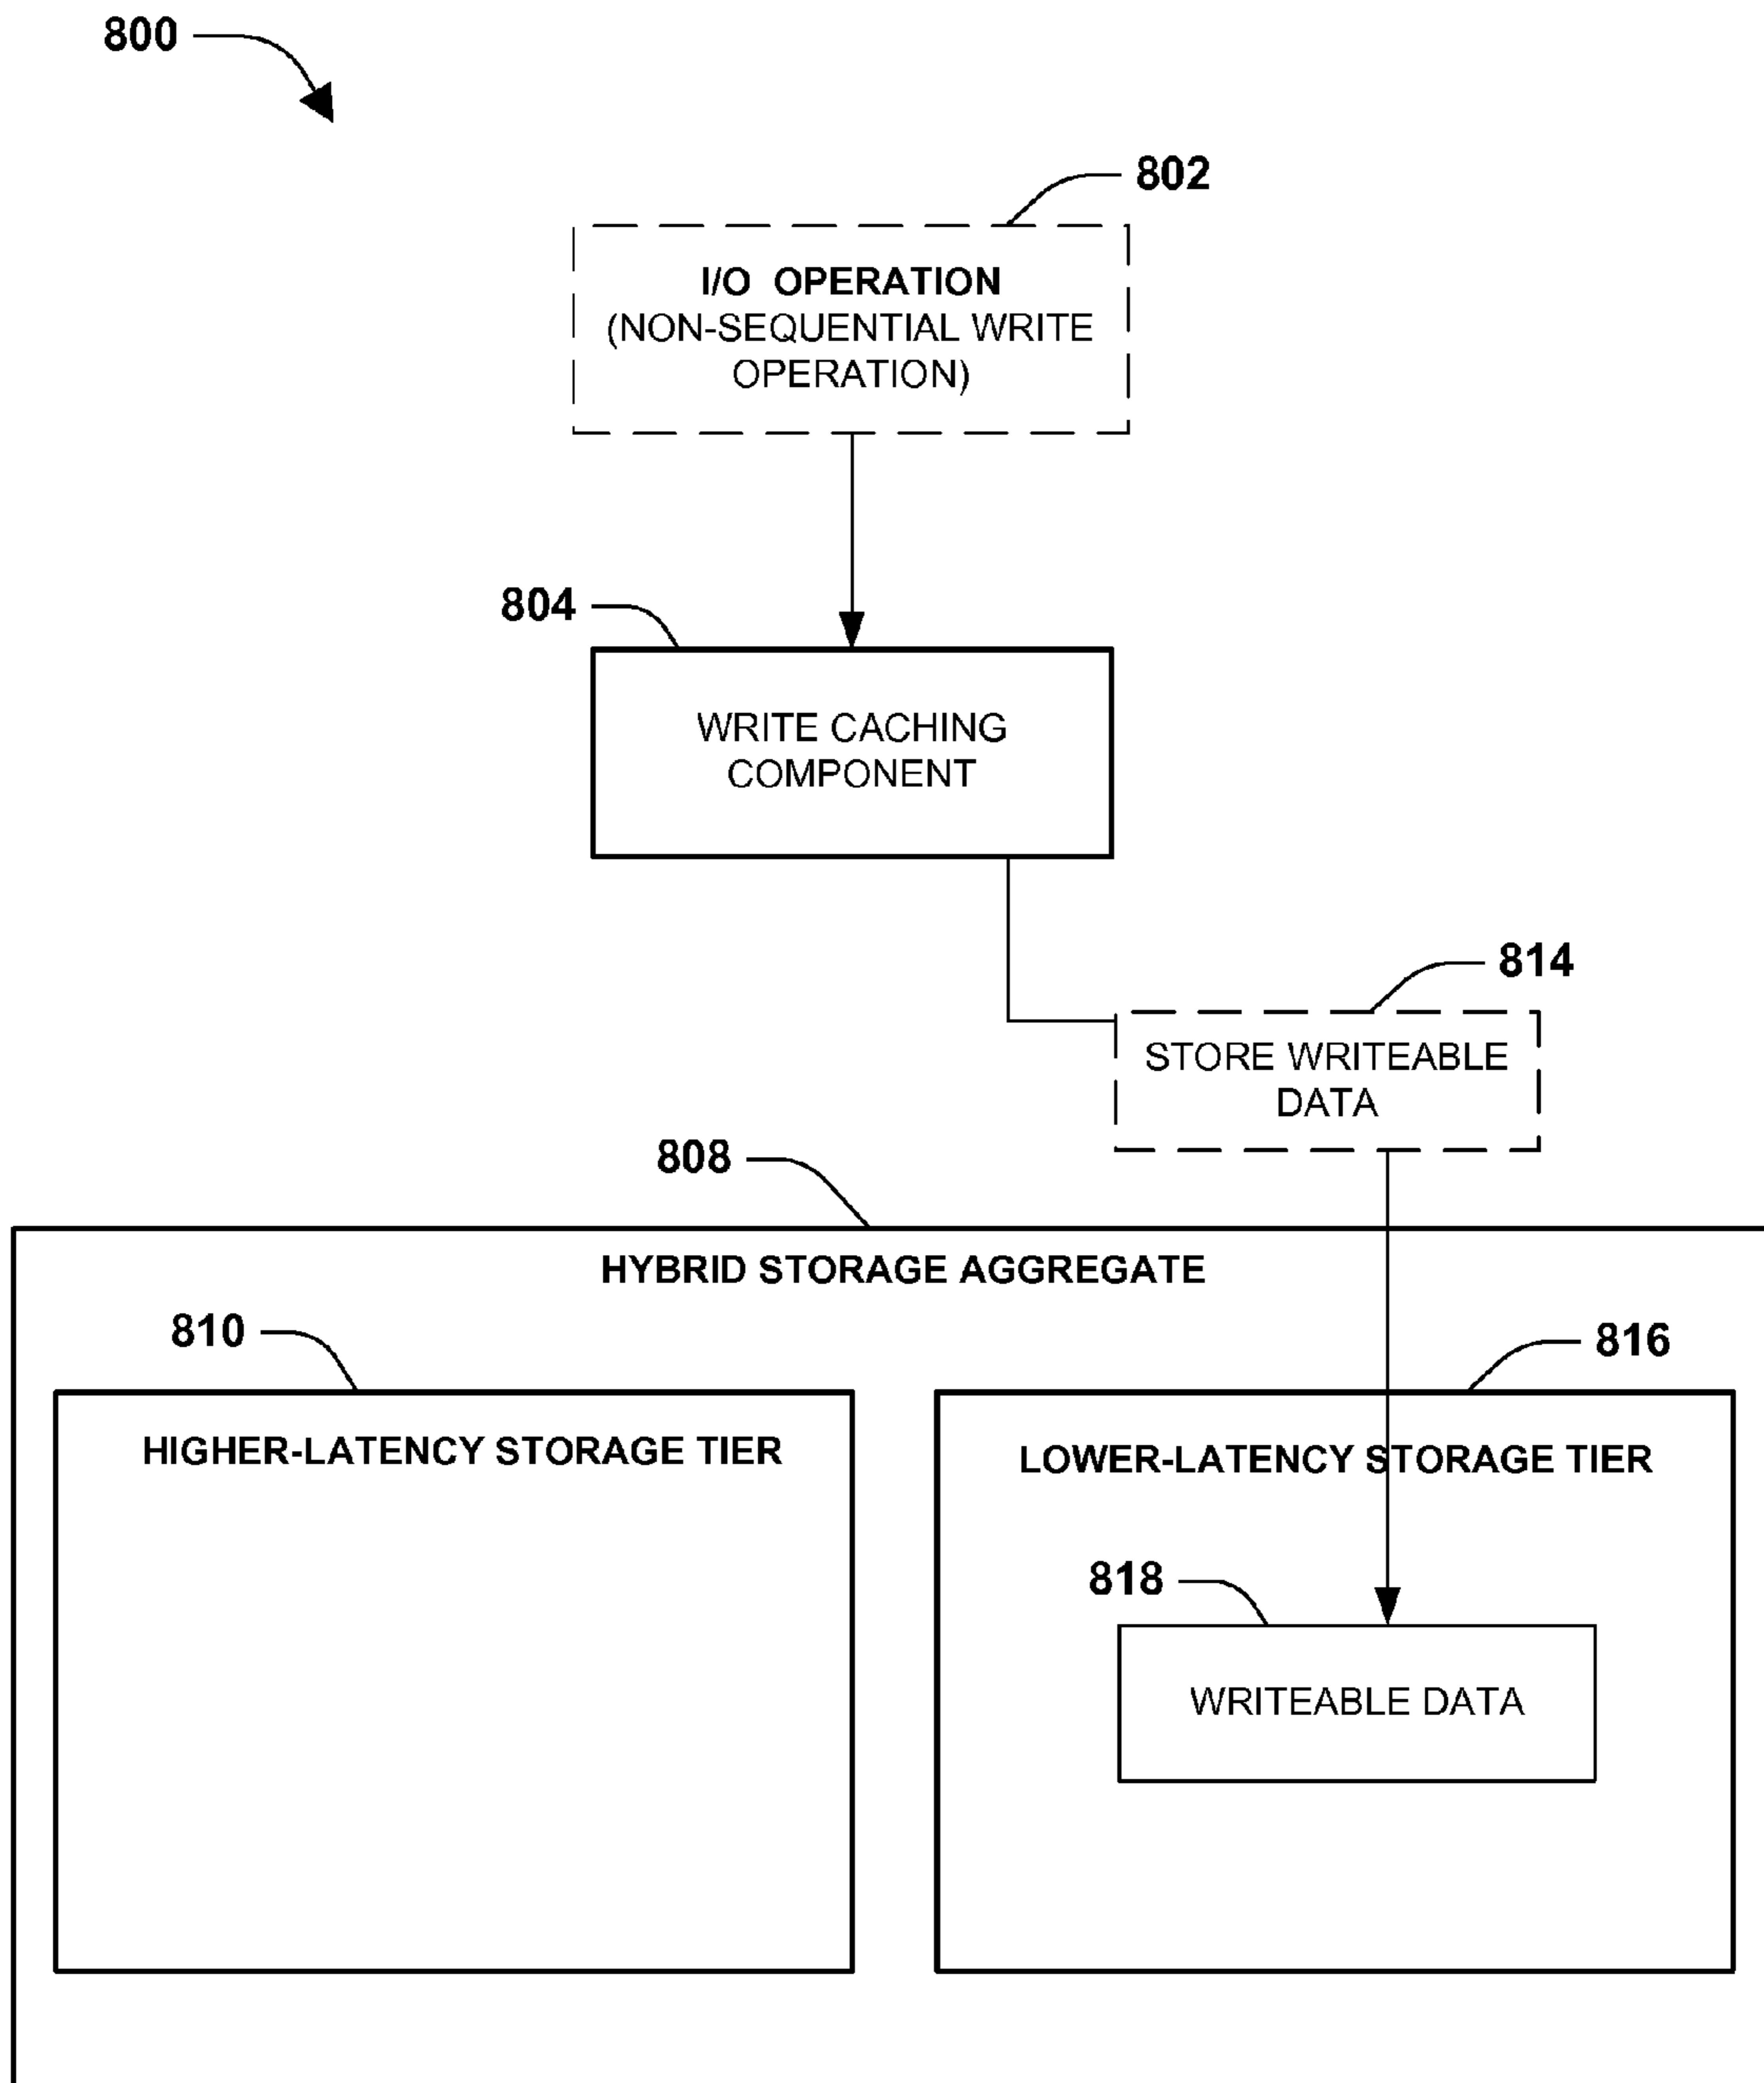 800
802
I/O OPERATION
(NON-SEQUENTIAL WRITE
OPERATION)
804
WRITE CACHING
COMPONENT
814
STORE WRITEABLE
DATA
808
HYBRID STORAGE AGGREGATE
810
816
HIGHER-LATENCY STORAGE TIER
LOWER-LATENCY STORAGE TIER
818
WRITEABLE DATA